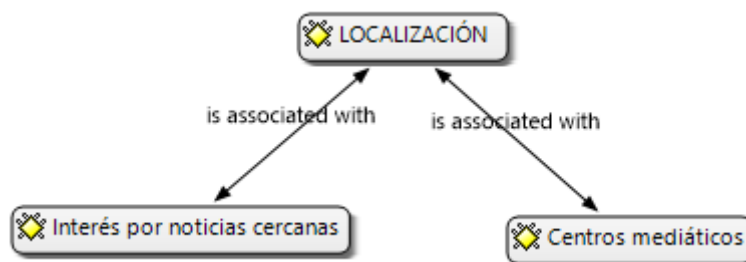 LOCALIZACIÓN
is associated with
is associated with
Interés por noticias cercanas
Centros mediáticos